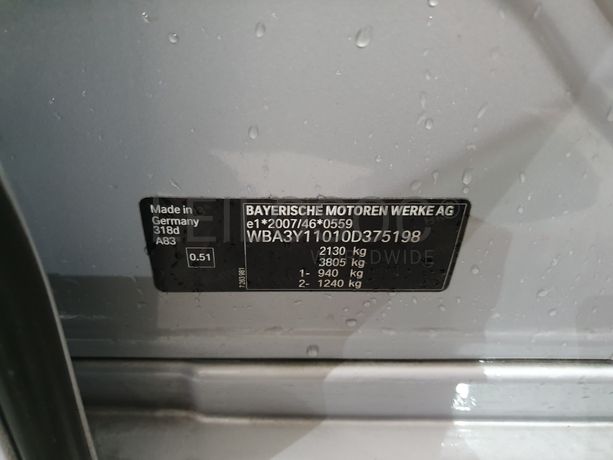 Made in
Germany
318d
A83
0.51
BAYERISCHE MOTOREN WERKE AG
e1*2007/46*0559
WBA3Y11010D375198
2130 kg
3805 kg
1- 940 kg
2- 1240 kg
WORLDWIDE